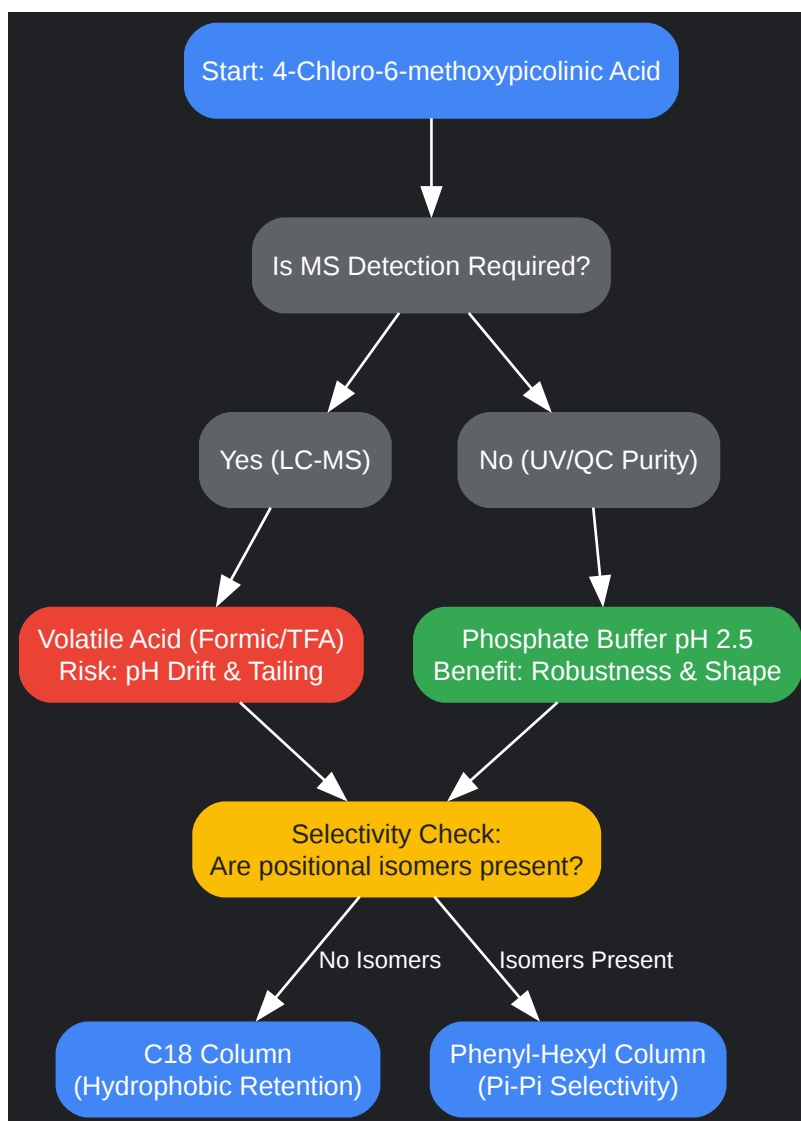 Start: 4-Chloro-6-methoxypicolinic Acid
Is MS Detection Required?
Yes (LC-MS)
No (UV/QC Purity)
Volatile Acid (Formic/TFA)
Risk: pH Drift & Tailing
Phosphate Buffer pH 2.5
Benefit: Robustness & Shape
Selectivity Check:
Are positional isomers present?
No Isomers
Isomers Present
C18 Column
(Hydrophobic Retention)
Phenyl-Hexyl Column
(Pi-Pi Selectivity)